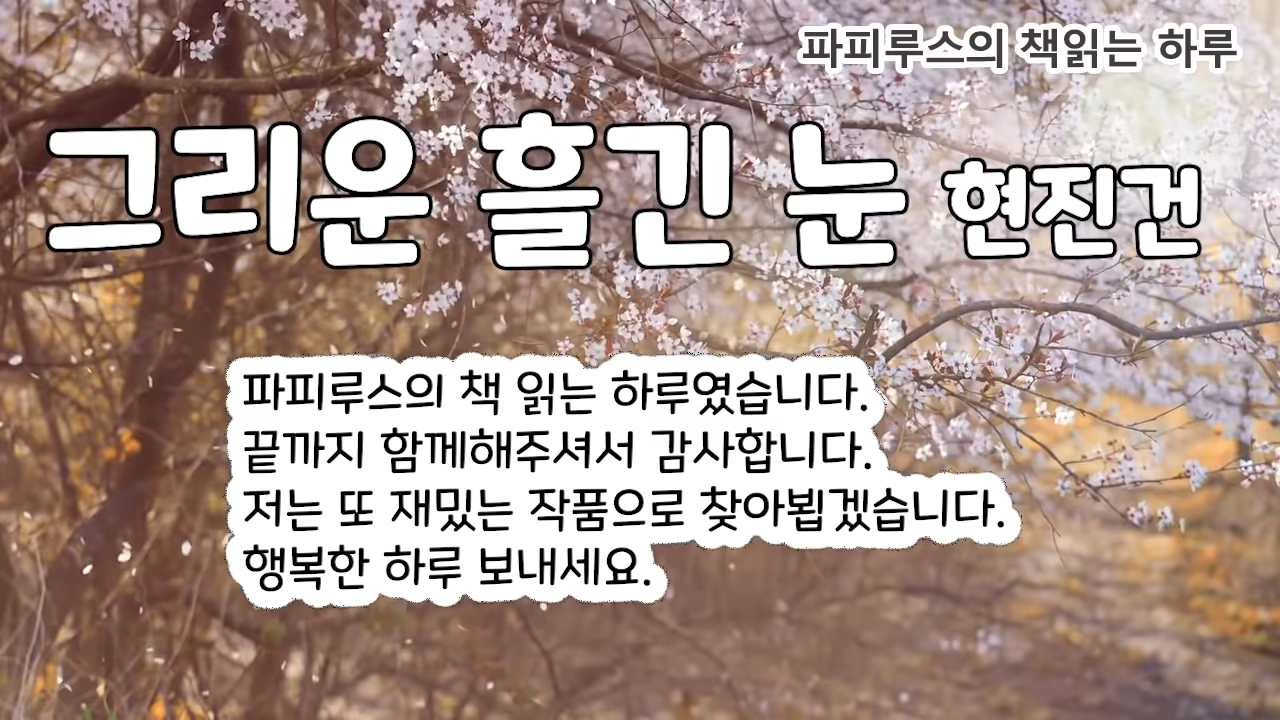 파피루스의 책읽는 하루
그리운 흘긴 눈 현진건
파피루스의 책 읽는 하루였습니다.
끝까지 함께해주셔서 감사합니다.
저는 또 재밌는 작품으로 찾아뵙겠습니다.
행복한 하루 보내세요.